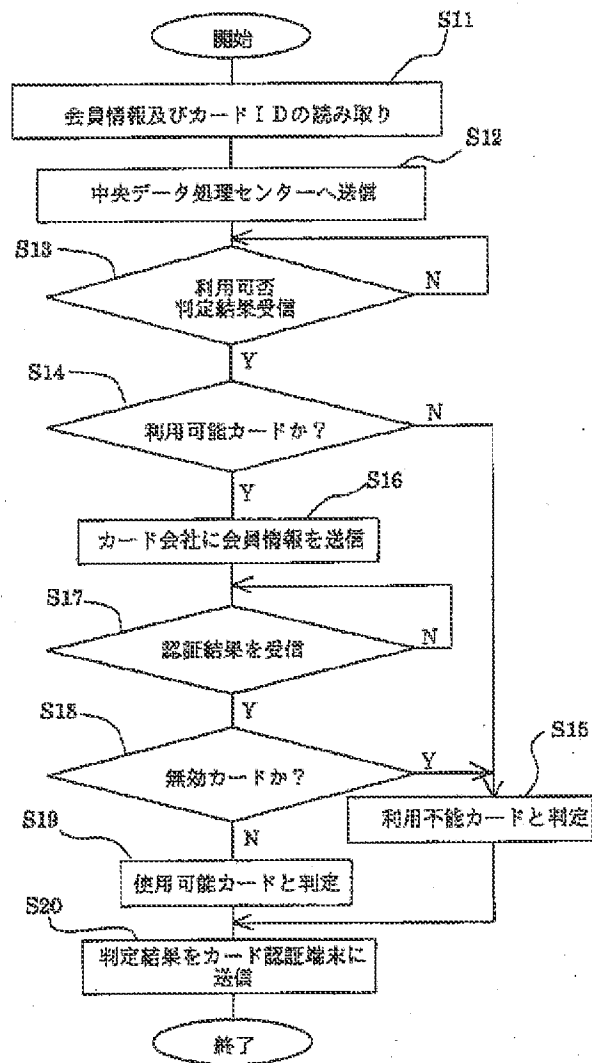 S11
開始
会員情報及びカードIDの読み取り
S12
中央データ処理センターへ送信
S13
利用可否
判定結果受信
N
Y
S14
利用可能カードか?
N
Y
S16
カード会社に会員情報を送信
S17
認証結果を受信
N
Y
S18
無効カードか?
Y
S15
利用不能カードと判定
N
S19
使用可能カードと判定
S20
判定結果をカード認証端末に
送信
終了